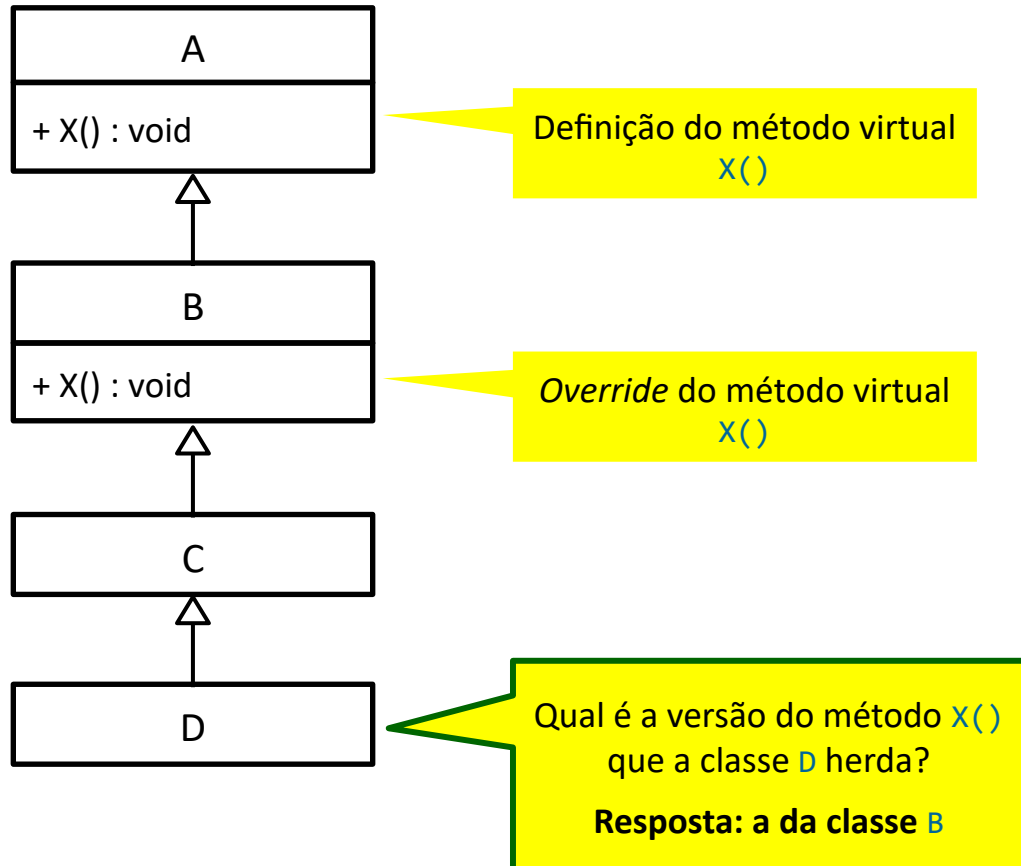 A
+ X() : void
Definição do método virtual
X()
B
+ X() : void
Override do método virtual
X()
C
D
Qual é a versão do método X()
que a classe D herda?
Resposta: a da classe B